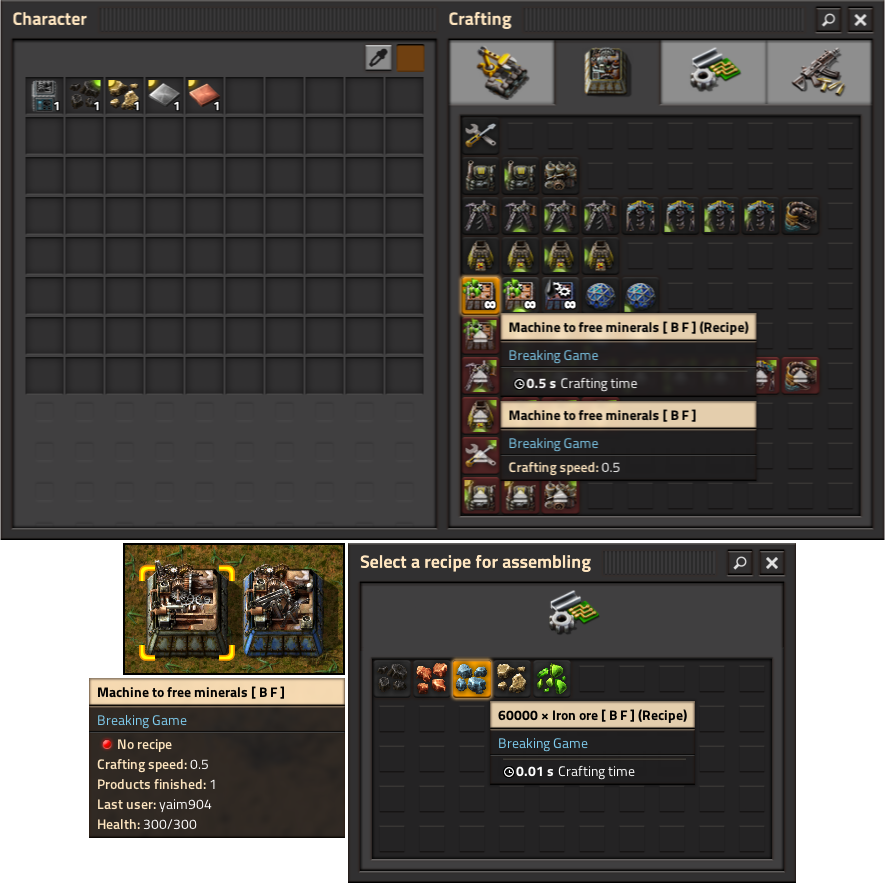 Character
Crafting
1
1
1
1
1
∞
∞
∞
Machine to free minerals [ B F ] (Recipe)
Breaking Game
0.5 s Crafting time
Machine to free minerals [ B F ]
Breaking Game
Crafting speed: 0.5
Machine to free minerals [ B F ]
Breaking Game
No recipe
Crafting speed: 0.5
Products finished: 1
Last user: yaim904
Health: 300/300
Select a recipe for assembling
60000 × Iron ore [ B F ] (Recipe)
Breaking Game
0.01 s Crafting time